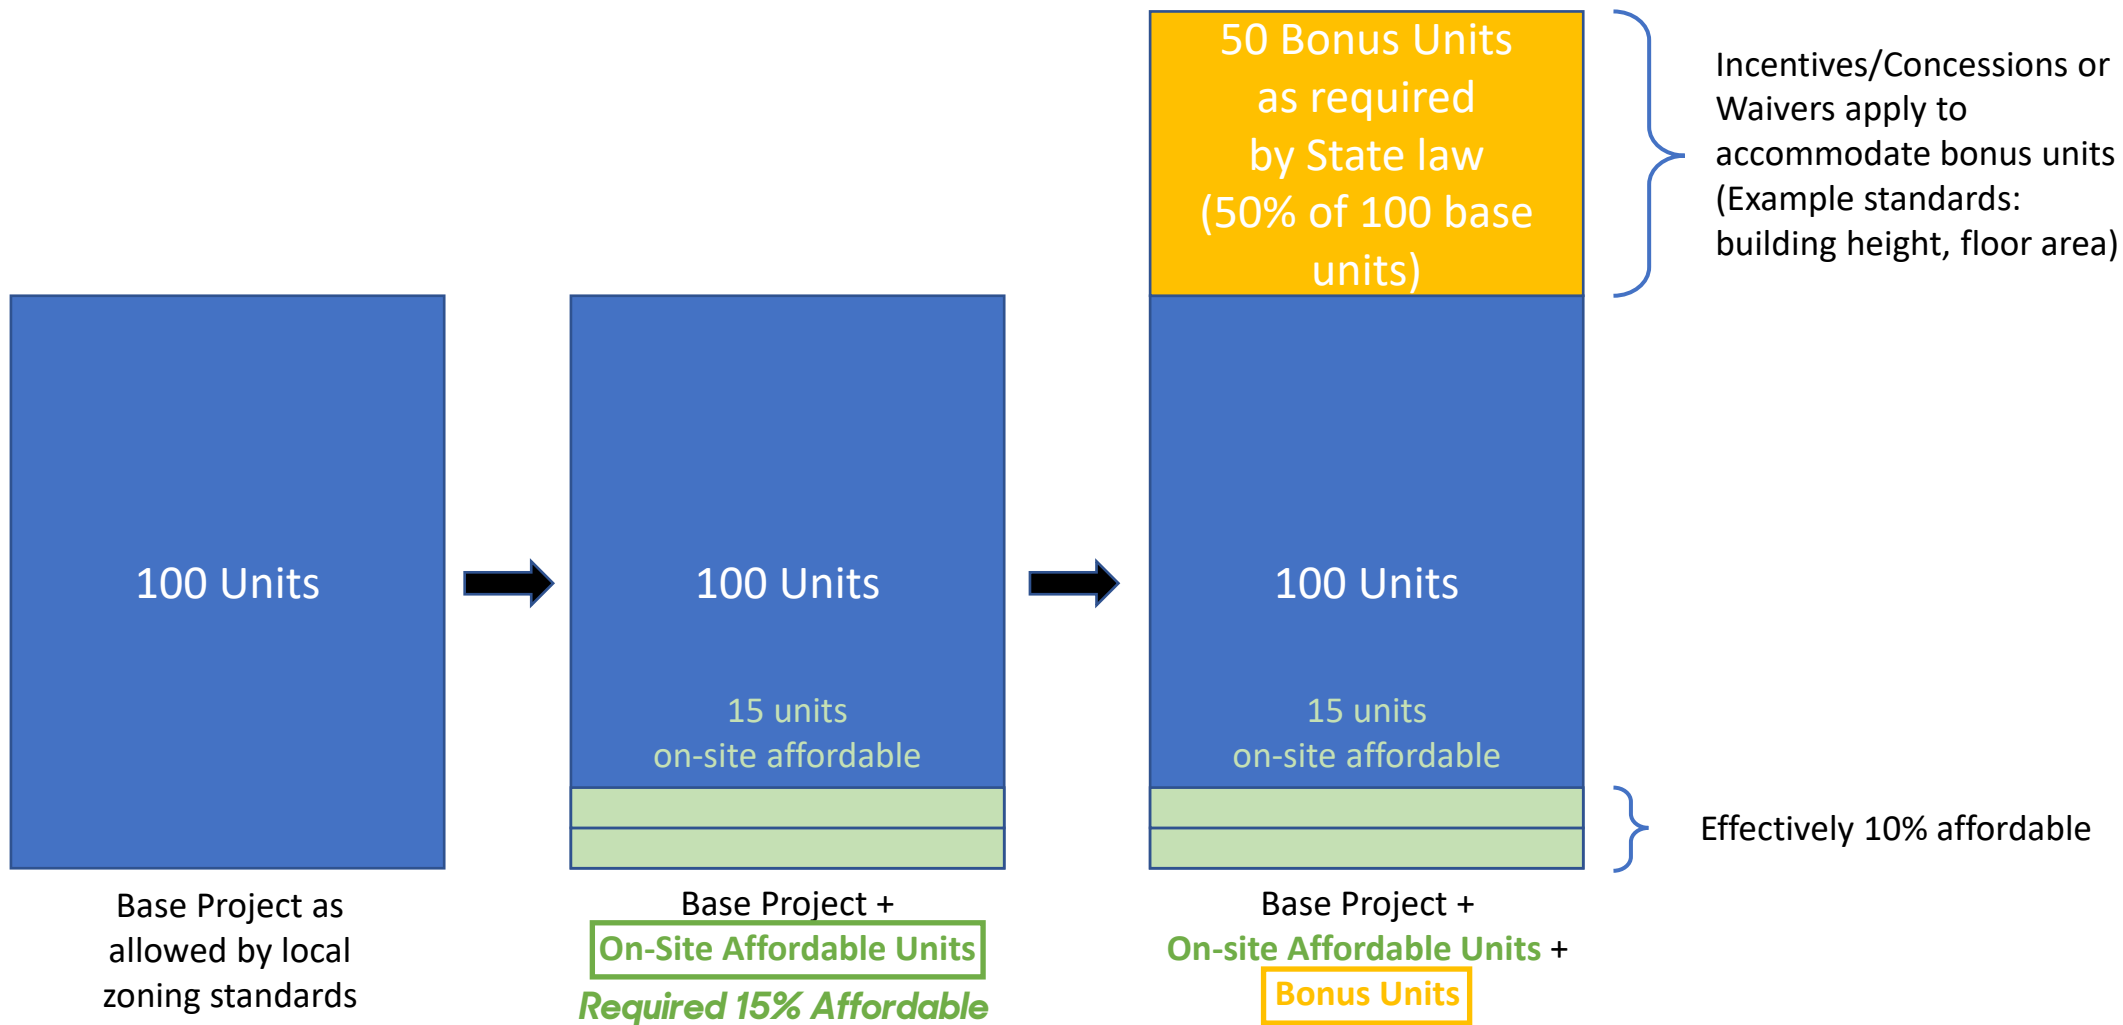 50 Bonus Units
as required
by State law
(50% of 100 base
units)
Incentives/Concessions or
Waivers apply to
accommodate bonus units
(Example standards:
building height, floor area)
100 Units
100 Units
100 Units
15 units
on-site affordable
15 units
on-site affordable
Effectively 10% affordable
Base Project as
allowed by local
zoning standards
Base Project +
On-Site Affordable Units
Required 15% Affordable
Base Project +
On-site Affordable Units +
Bonus Units